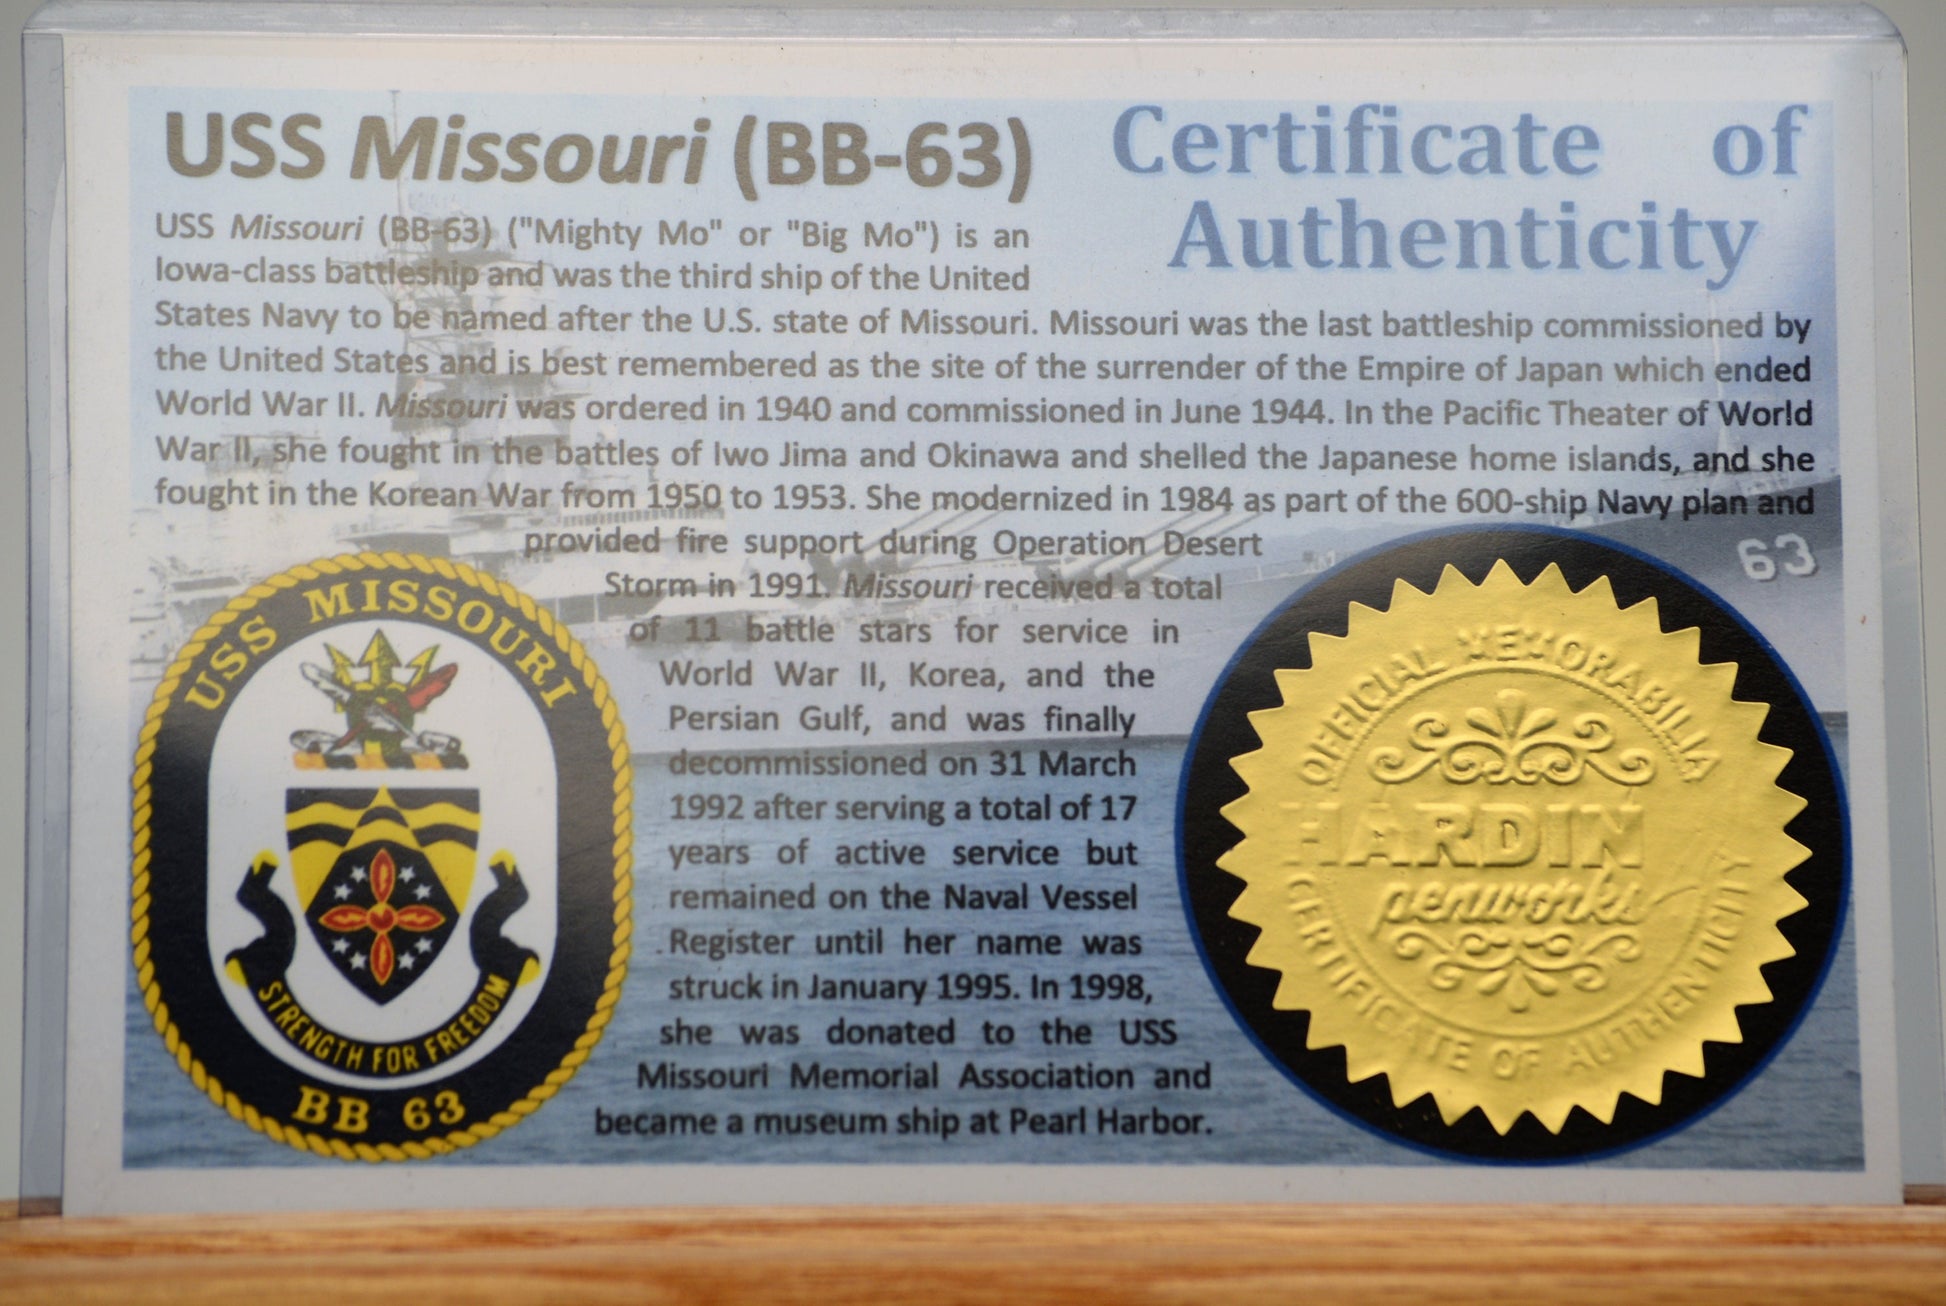 USS Missouri (BB-63)
Certificate of
Authenticity
USS Missouri (BB-63) ("Mighty Mo" or "Big Mo") is an
Iowa-class battleship and was the third ship of the United
States Navy to be named after the U.S. state of Missouri. Missouri was the last battleship commissioned by
the United States and is best remembered as the site of the surrender of the Empire of Japan which ended
World War II. Missouri was ordered in 1940 and commissioned in June 1944. In the Pacific Theater of World
War II, she fought in the battles of Iwo Jima and Okinawa and shelled the Japanese home islands, and she
fought in the Korean War from 1950 to 1953. She modernized in 1984 as part of the 600-ship Navy plan and
provided fire support during Operation Desert
Storm in 1991. Missouri received a total
of 11 battle stars for service in
World War II, Korea, and the
Persian Gulf, and was finally
decommissioned on 31 March
1992 after serving a total of 17
years of active service but
remained on the Naval Vessel
Register until her name was
struck in January 1995. In 1998,
she was donated to the USS
Missouri Memorial Association and
became a museum ship at Pearl Harbor.
USS MISSOURI
STRENGTH FOR FREEDOM
BB 63
63
OFFICIAL MEMORABILIA
HARDIN
penworks
CERTIFICATE OF AUTHENTICITY